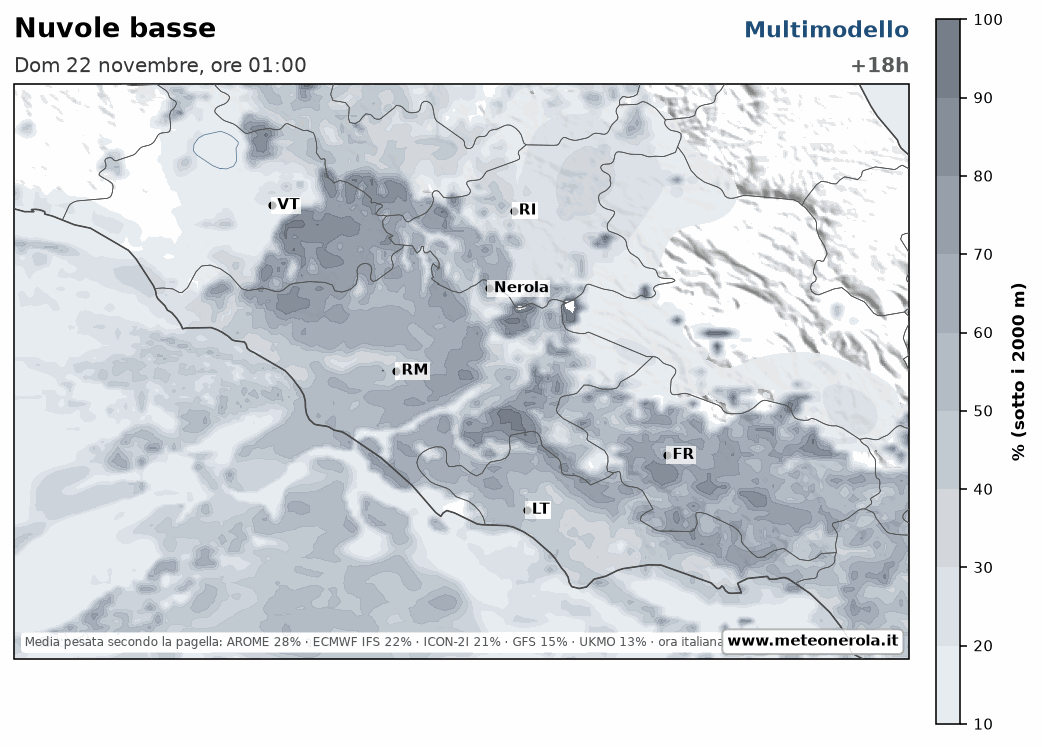 Nuvole basse
Multimodello
Dom 22 novembre, ore 01:00
+18h
VT
RI
Nerola
RM
FR
LT
Media pesata secondo la pagella: AROME 28% · ECMWF IFS 22% · ICON-2I 21% · GFS 15% · UKMO 13% · ora italiana
www.meteonerola.it
100
90
80
70
60
50
40
30
20
10
% (sotto i 2000 m)